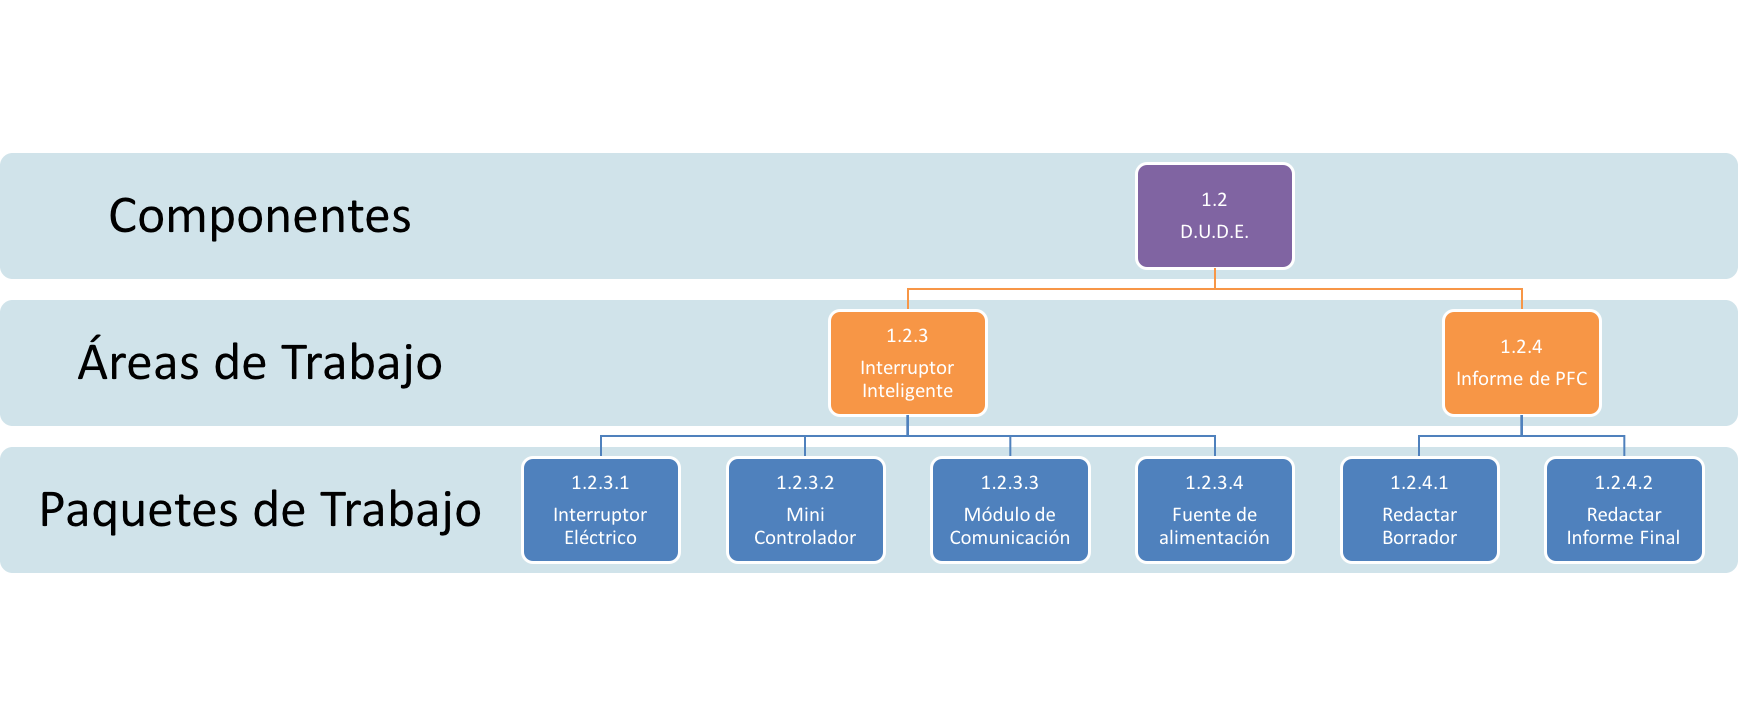 Componentes
1.2
D.U.D.E.
Áreas de Trabajo
1.2.3
Interruptor
Inteligente
1.2.4
Informe de PFC
Paquetes de Trabajo
1.2.3.1
Interruptor
Eléctrico
1.2.3.2
Mini
Controlador
1.2.3.3
Módulo de
Comunicación
1.2.3.4
Fuente de
alimentación
1.2.4.1
Redactar
Borrador
1.2.4.2
Redactar
Informe Final